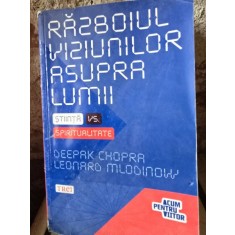 RĂZBOIUL
VIZIUNILOR
ASUPRA
LUMII
ȘTIINȚĂ VS.
SPIRITUALITATE
DEEPAK CHOPRA
LEONARD MLODINOW
ACUM
PENTRU
VIITOR